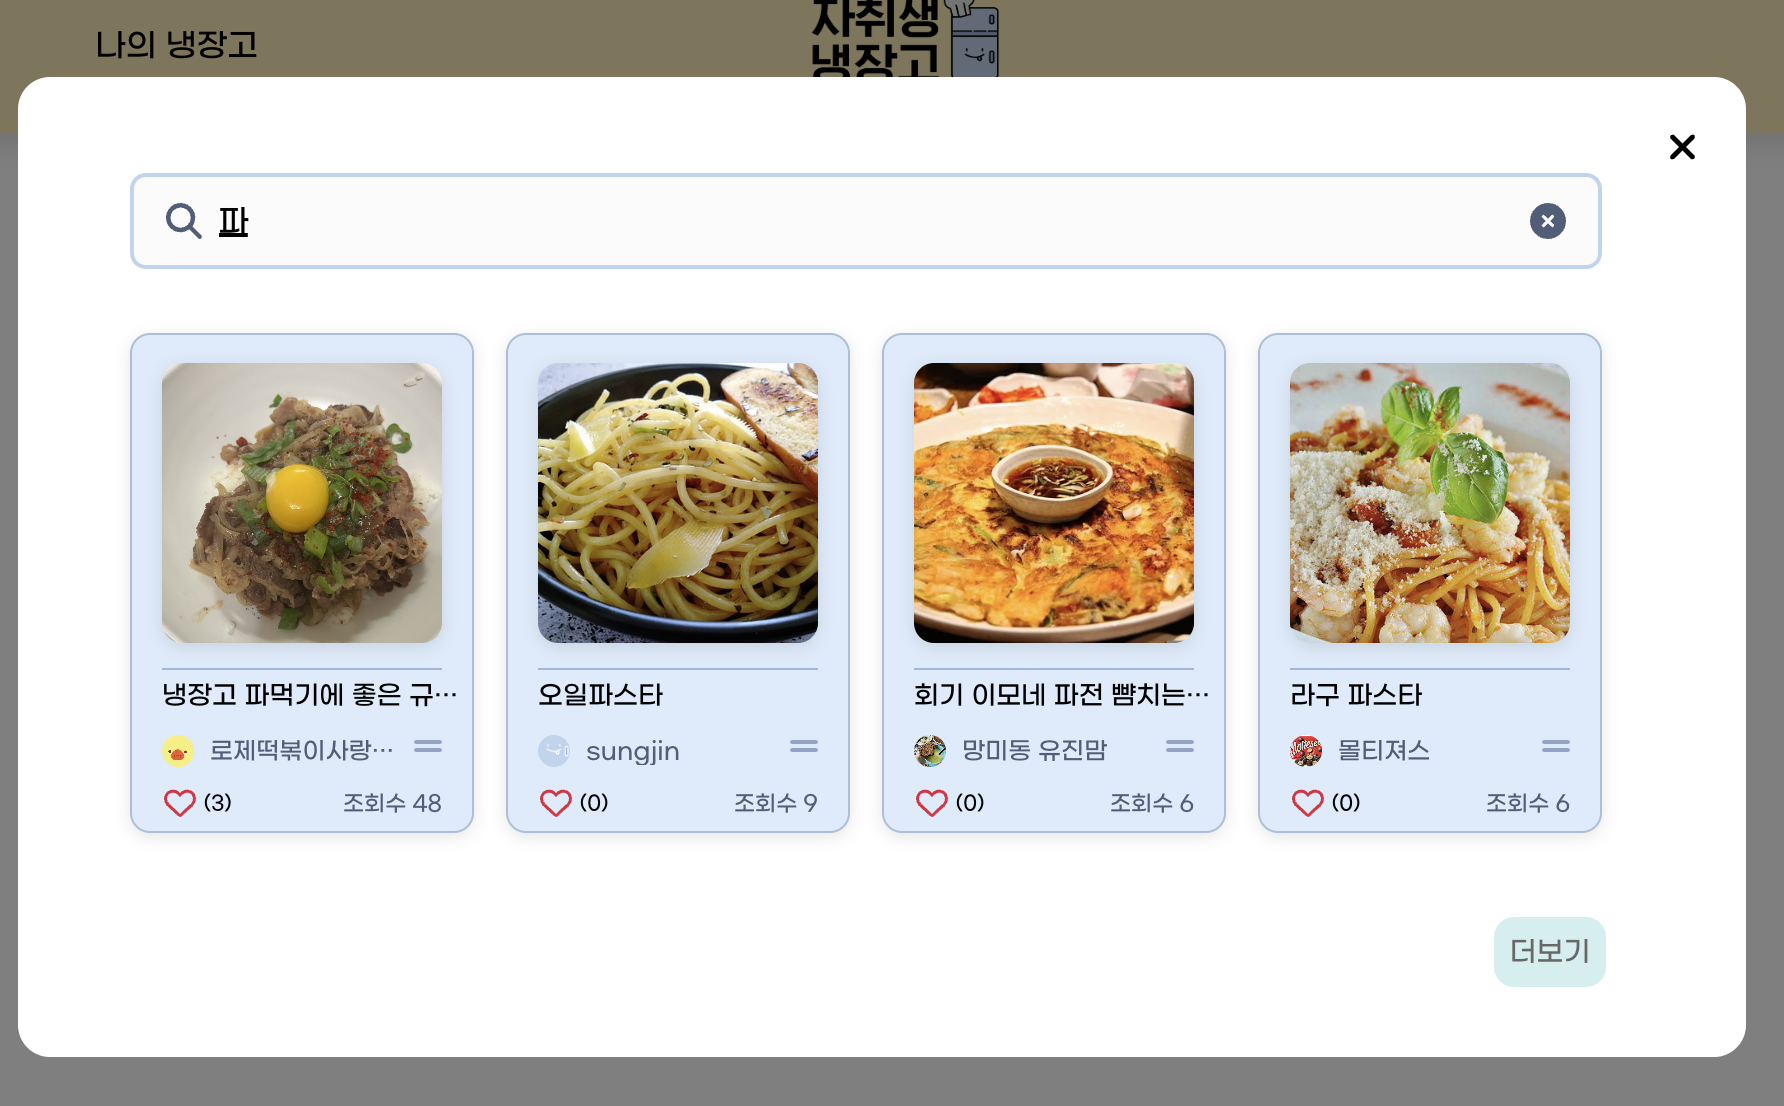 나의 냉장고
자취생
냉장고
파
냉장고 파먹기에 좋은 규…
로제떡볶이사랑…
(3)
조회수 48
오일파스타
sungjin
(0)
조회수 9
회기 이모네 파전 뺨치는…
망미동 유진맘
(0)
조회수 6
라구 파스타
몰티져스
(0)
조회수 6
더보기